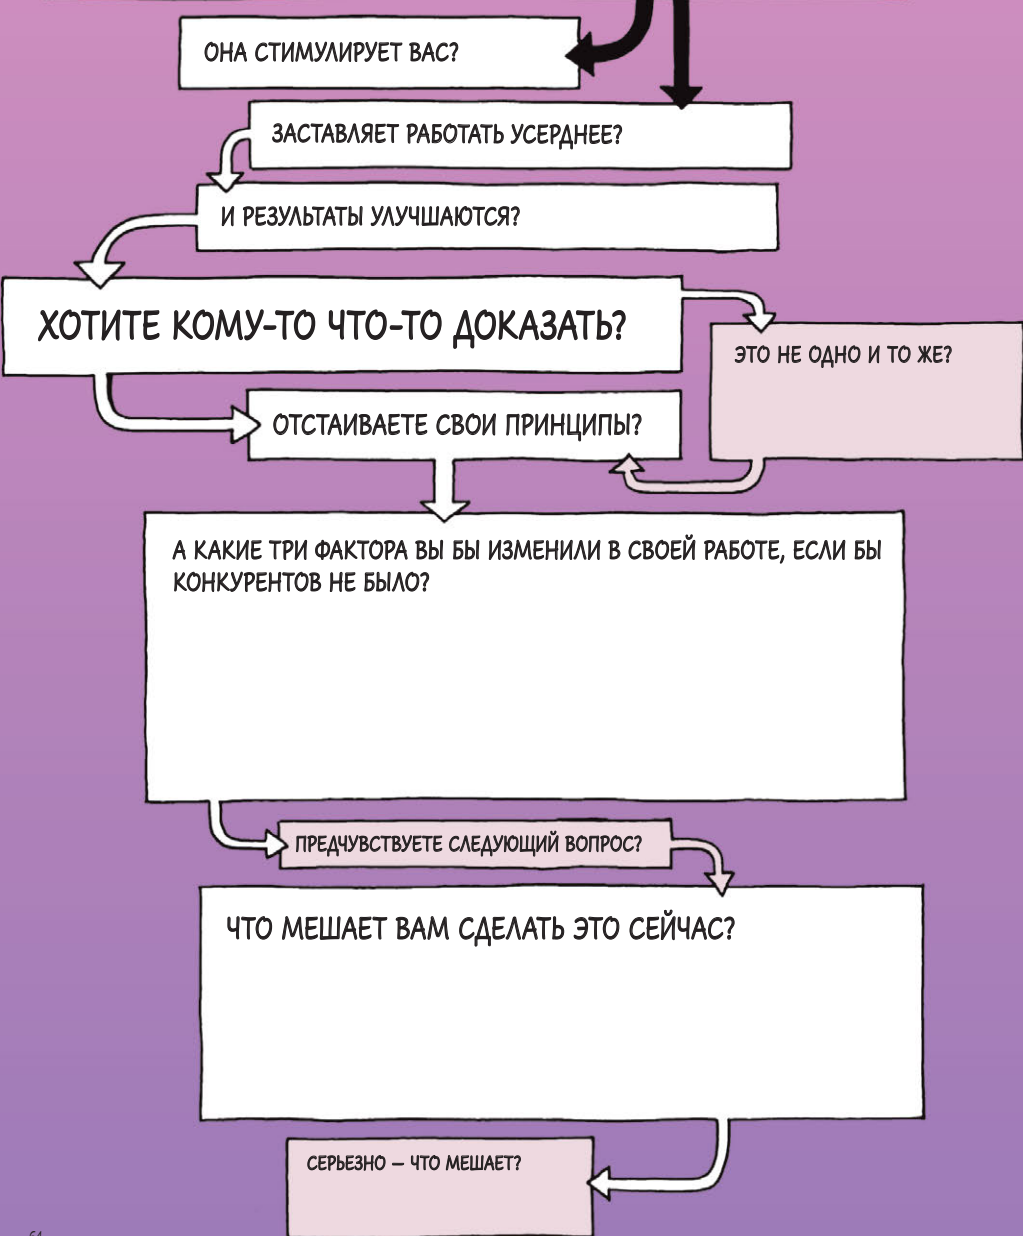 ОНА СТИМУЛИРУЕТ ВАС?
ЗАСТАВЛЯЕТ РАБОТАТЬ УСЕРДНЕЕ?
И РЕЗУЛЬТАТЫ УЛУЧШАЮТСЯ?
ХОТИТЕ КОМУ-ТО ЧТО-ТО ДОКАЗАТЬ?
ЭТО НЕ ОДНО И ТО ЖЕ?
ОТСТАИВАЕТЕ СВОИ ПРИНЦИПЫ?
А КАКИЕ ТРИ ФАКТОРА ВЫ БЫ ИЗМЕНИЛИ В СВОЕЙ РАБОТЕ, ЕСЛИ БЫ
КОНКУРЕНТОВ НЕ БЫЛО?
ПРЕДЧУВСТВУЕТЕ СЛЕДУЮЩИЙ ВОПРОС?
ЧТО МЕШАЕТ ВАМ СДЕЛАТЬ ЭТО СЕЙЧАС?
СЕРЬЕЗНО – ЧТО МЕШАЕТ?